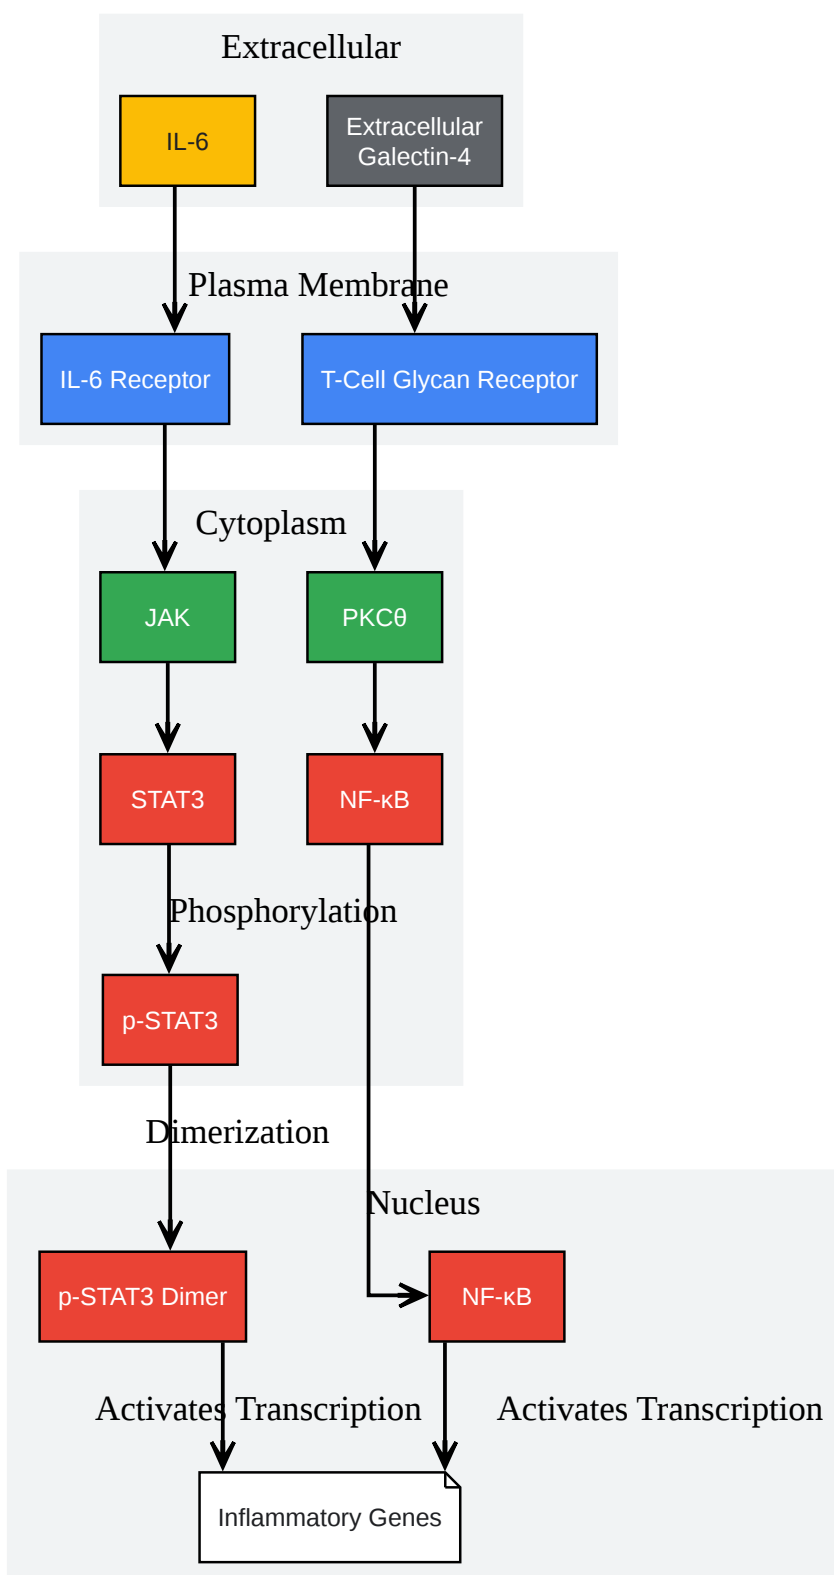 Extracellular
IL-6
Extracellular
Galectin-4
Plasma Membrane
IL-6 Receptor
T-Cell Glycan Receptor
Cytoplasm
JAK
PKCθ
STAT3
NF-κB
Phosphorylation
p-STAT3
Dimerization
Nucleus
p-STAT3 Dimer
NF-κB
Activates Transcription
Activates Transcription
Inflammatory Genes